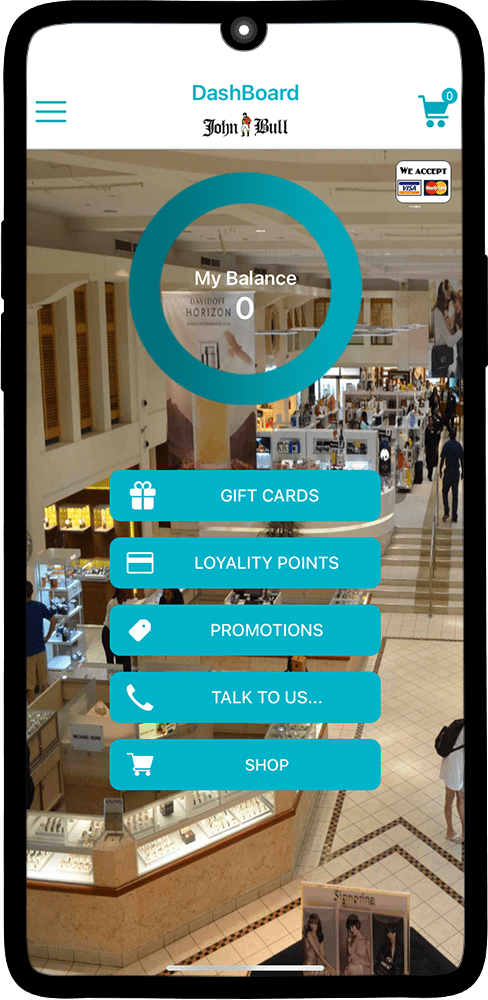 DashBoard
0
John Bull
WE ACCEPT
VISA
MasterCard
My Balance
0
DAVIDOFF
HORIZON
GIFT CARDS
LOYALITY POINTS
PROMOTIONS
TALK TO US...
MICHAEL KORS
SHOP
Signorina